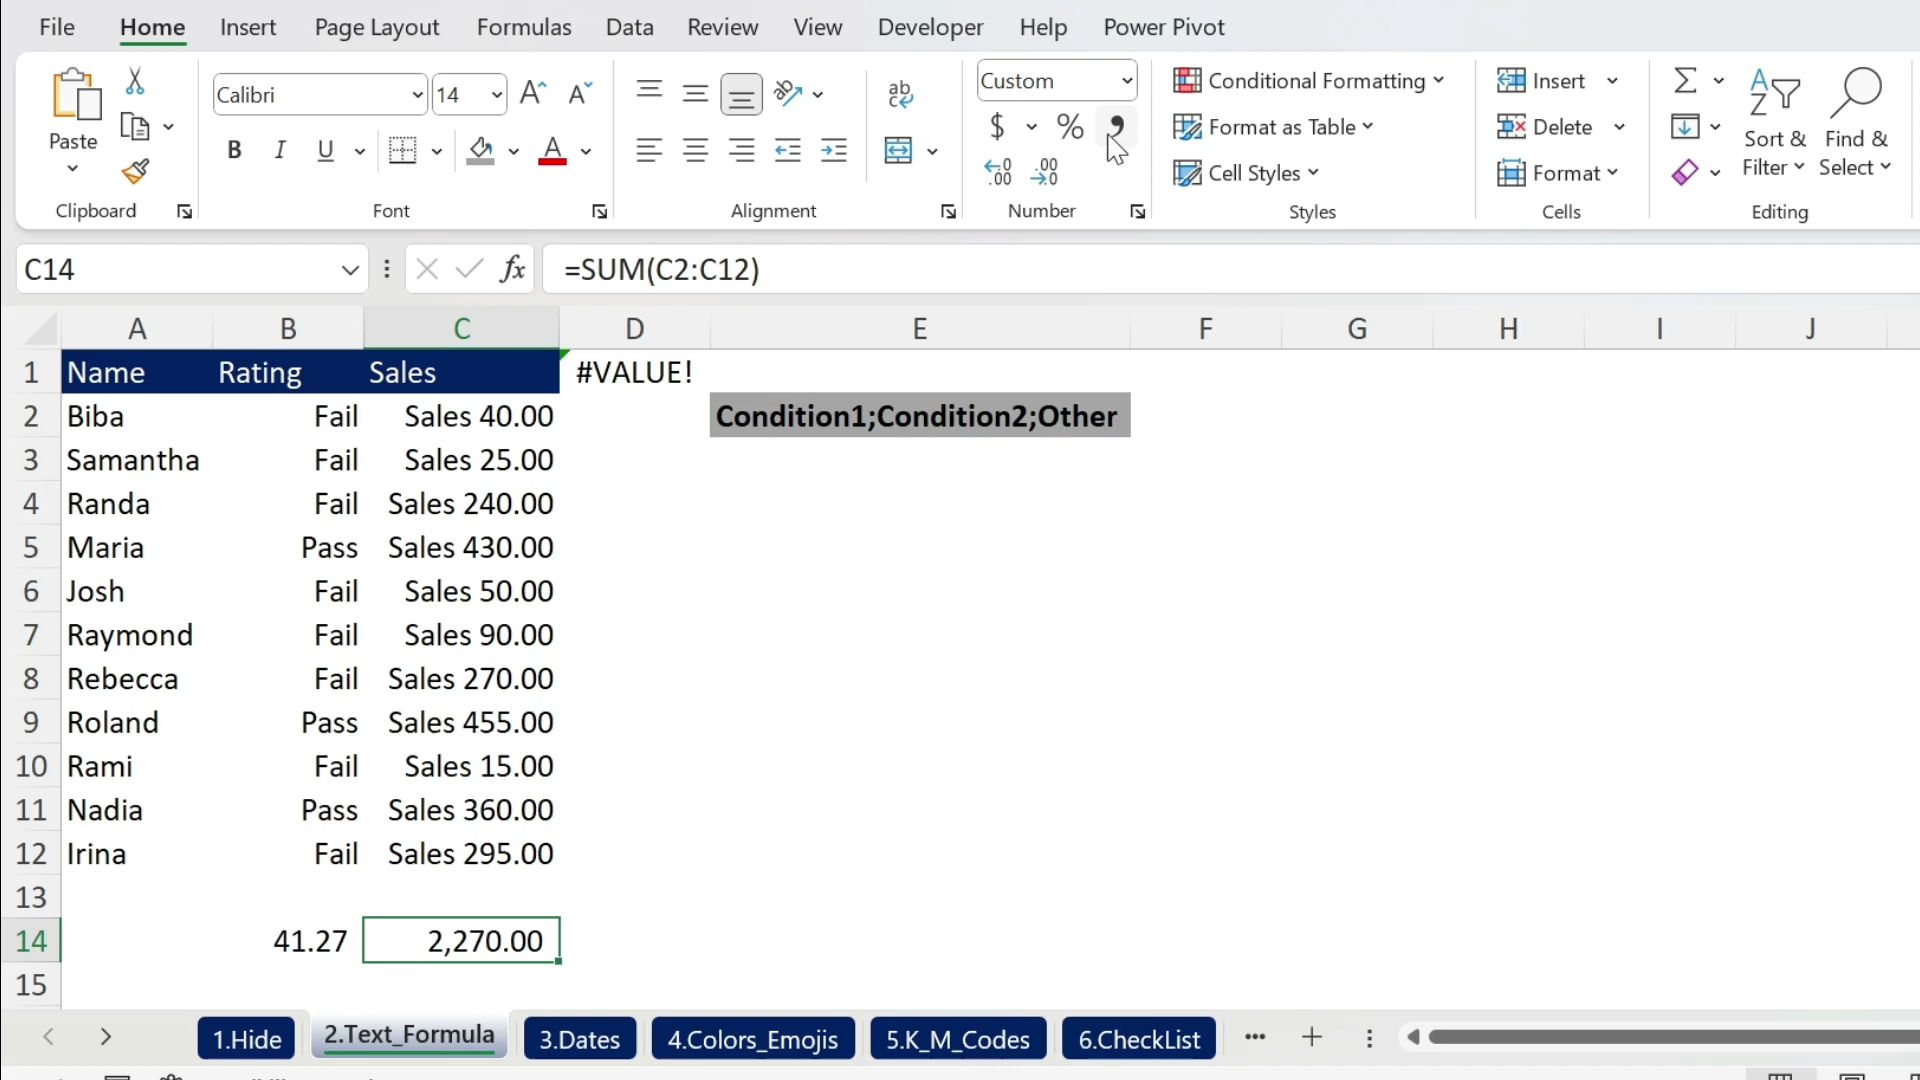 File Home Insert Page Layout Formulas Data Review View Developer Help Power Pivot
Paste
Clipboard
Calibri 14
B I U A
Font
ab
Alignment
Custom
$ % ,
.00 .00
Number
Conditional Formatting
Format as Table
Cell Styles
Styles
Insert
Delete
Format
Cells
Sort & Filter
Find & Select
Editing
C14 fx =SUM(C2:C12)
A B C D E F G H I J
1 Name Rating Sales #VALUE!
2 Biba Fail Sales 40.00 Condition1;Condition2;Other
3 Samantha Fail Sales 25.00
4 Randa Fail Sales 240.00
5 Maria Pass Sales 430.00
6 Josh Fail Sales 50.00
7 Raymond Fail Sales 90.00
8 Rebecca Fail Sales 270.00
9 Roland Pass Sales 455.00
10 Rami Fail Sales 15.00
11 Nadia Pass Sales 360.00
12 Irina Fail Sales 295.00
13
14 41.27 2,270.00
15
1.Hide 2.Text_Formula 3.Dates 4.Colors_Emojis 5.K_M_Codes 6.CheckList